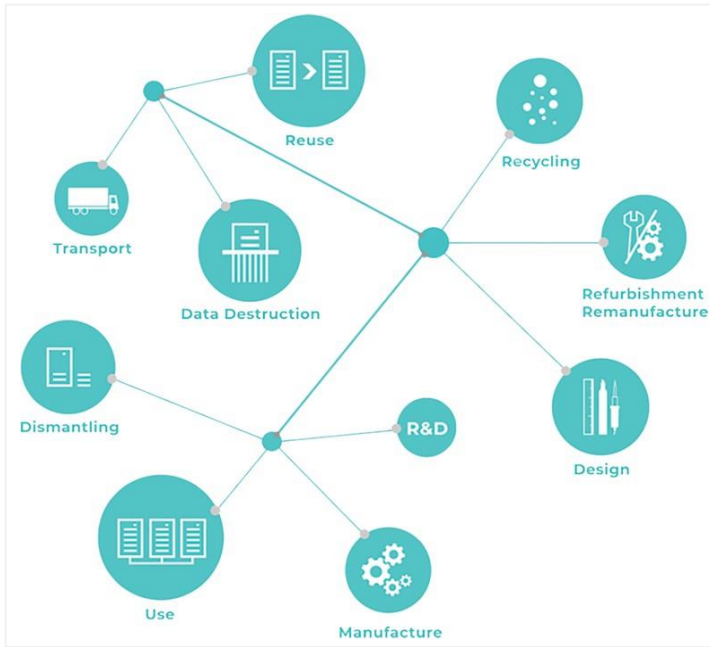 Reuse
Recycling
Transport
Data Destruction
Refurbishment
Remanufacture
Dismantling
R&D
Design
Use
Manufacture